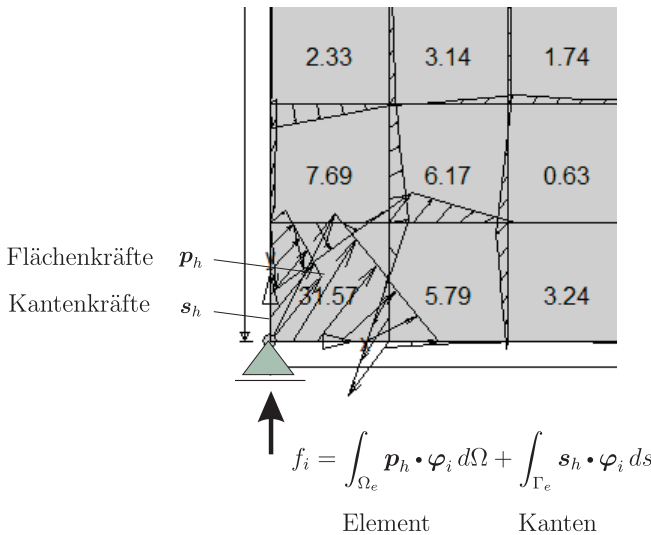 2.33 3.14 1.74
7.69 6.17 0.63
Flächenkräfte p_h
31.57 5.79 3.24
Kantenkräfte s_h
f_i = ∫_{Ω_e} p_h • φ_i dΩ + ∫_{Γ_e} s_h • φ_i ds
Element Kanten